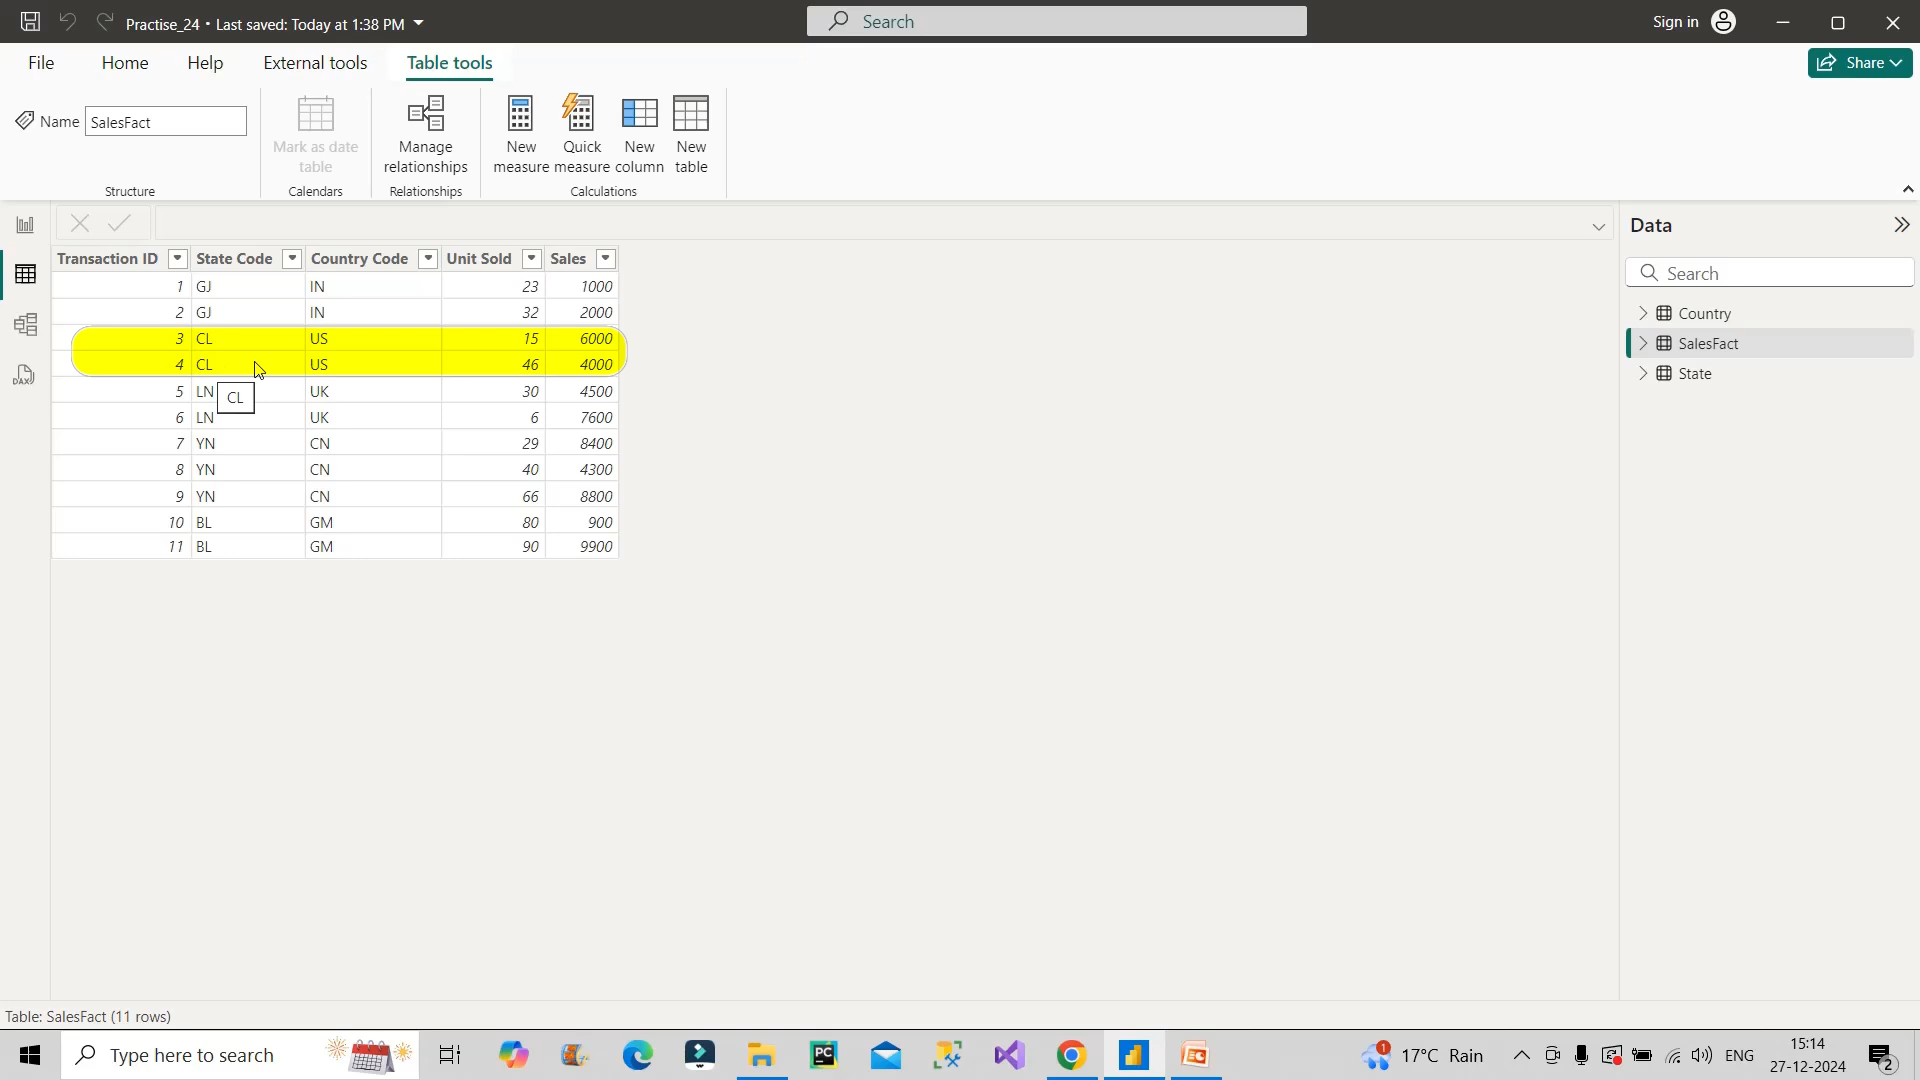 Practise_24 • Last saved: Today at 1:38 PM
Search
Sign in
File Home Help External tools Table tools
Share
Name SalesFact
Mark as date table
Manage relationships
New measure
Quick measure
New column
New table
Structure Calendars Relationships Calculations
Data
Search
Country
SalesFact
State
Transaction ID State Code Country Code Unit Sold Sales
1 GJ IN 23 1000
2 GJ IN 32 2000
3 CL US 15 6000
4 CL US 46 4000
5 LN UK 30 4500
CL
6 LN UK 6 7600
7 YN CN 29 8400
8 YN CN 40 4300
9 YN CN 66 8800
10 BL GM 80 900
11 BL GM 90 9900
DAX
Table: SalesFact (11 rows)
Type here to search
PC
1
17°C Rain
ENG
15:14
27-12-2024
2